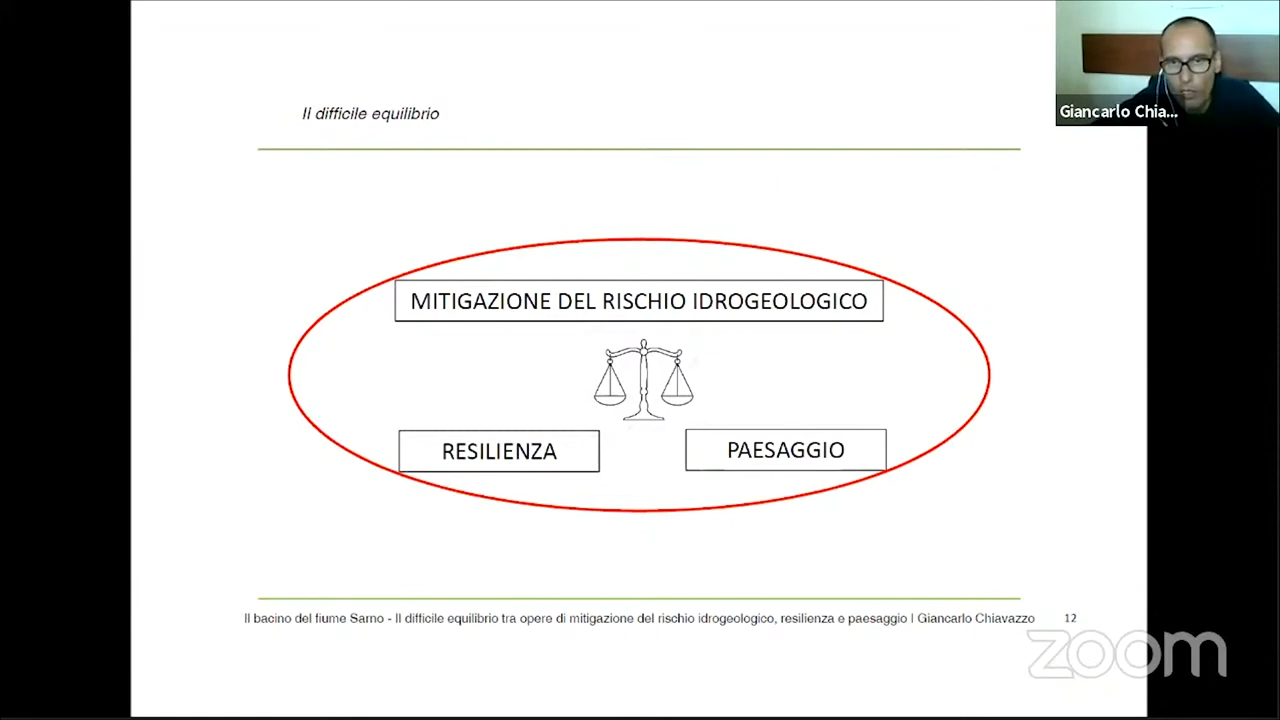 Il difficile equilibrio
Giancarlo Chia...
MITIGAZIONE DEL RISCHIO IDROGEOLOGICO
RESILIENZA
PAESAGGIO
Il bacino del fiume Sarno - Il difficile equilibrio tra opere di mitigazione del rischio idrogeologico, resilienza e paesaggio | Giancarlo Chiavazzo
12
zoom